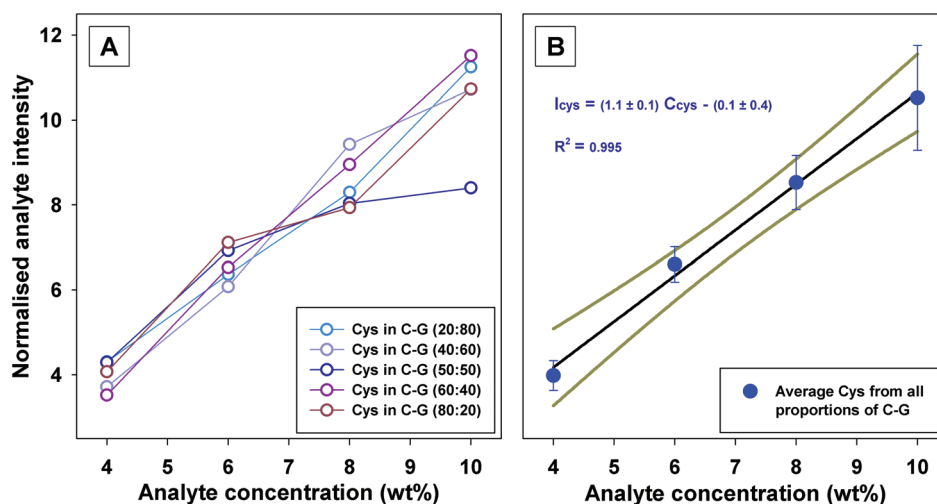 A
B
Normalised analyte intensity
12
10
8
6
4
Cys in C-G (20:80)
Cys in C-G (40:60)
Cys in C-G (50:50)
Cys in C-G (60:40)
Cys in C-G (80:20)
4 5 6 7 8 9 10
Analyte concentration (wt%)
Icys = (1.1 ± 0.1) Ccys - (0.1 ± 0.4)
R² = 0.995
Average Cys from all
proportions of C-G
4 5 6 7 8 9 10
Analyte concentration (wt%)